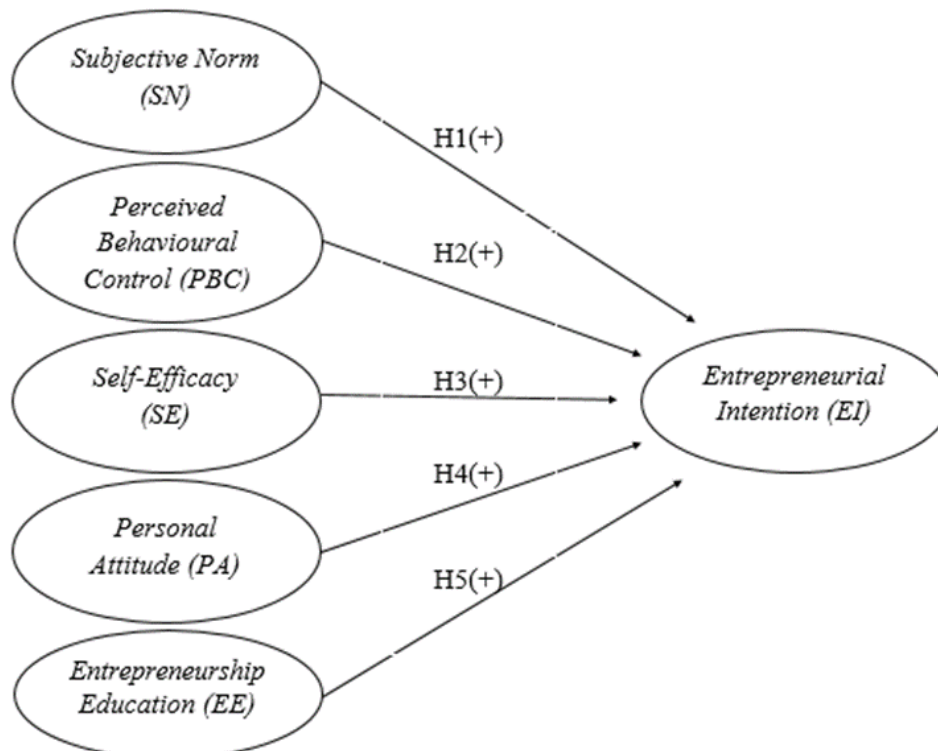 Subjective Norm
(SN)
H1(+)
Perceived
Behavioural
Control (PBC)
H2(+)
Self-Efficacy
(SE)
H3(+)
Entrepreneurial
Intention (EI)
Personal
Attitude (PA)
H4(+)
Entrepreneurship
Education (EE)
H5(+)